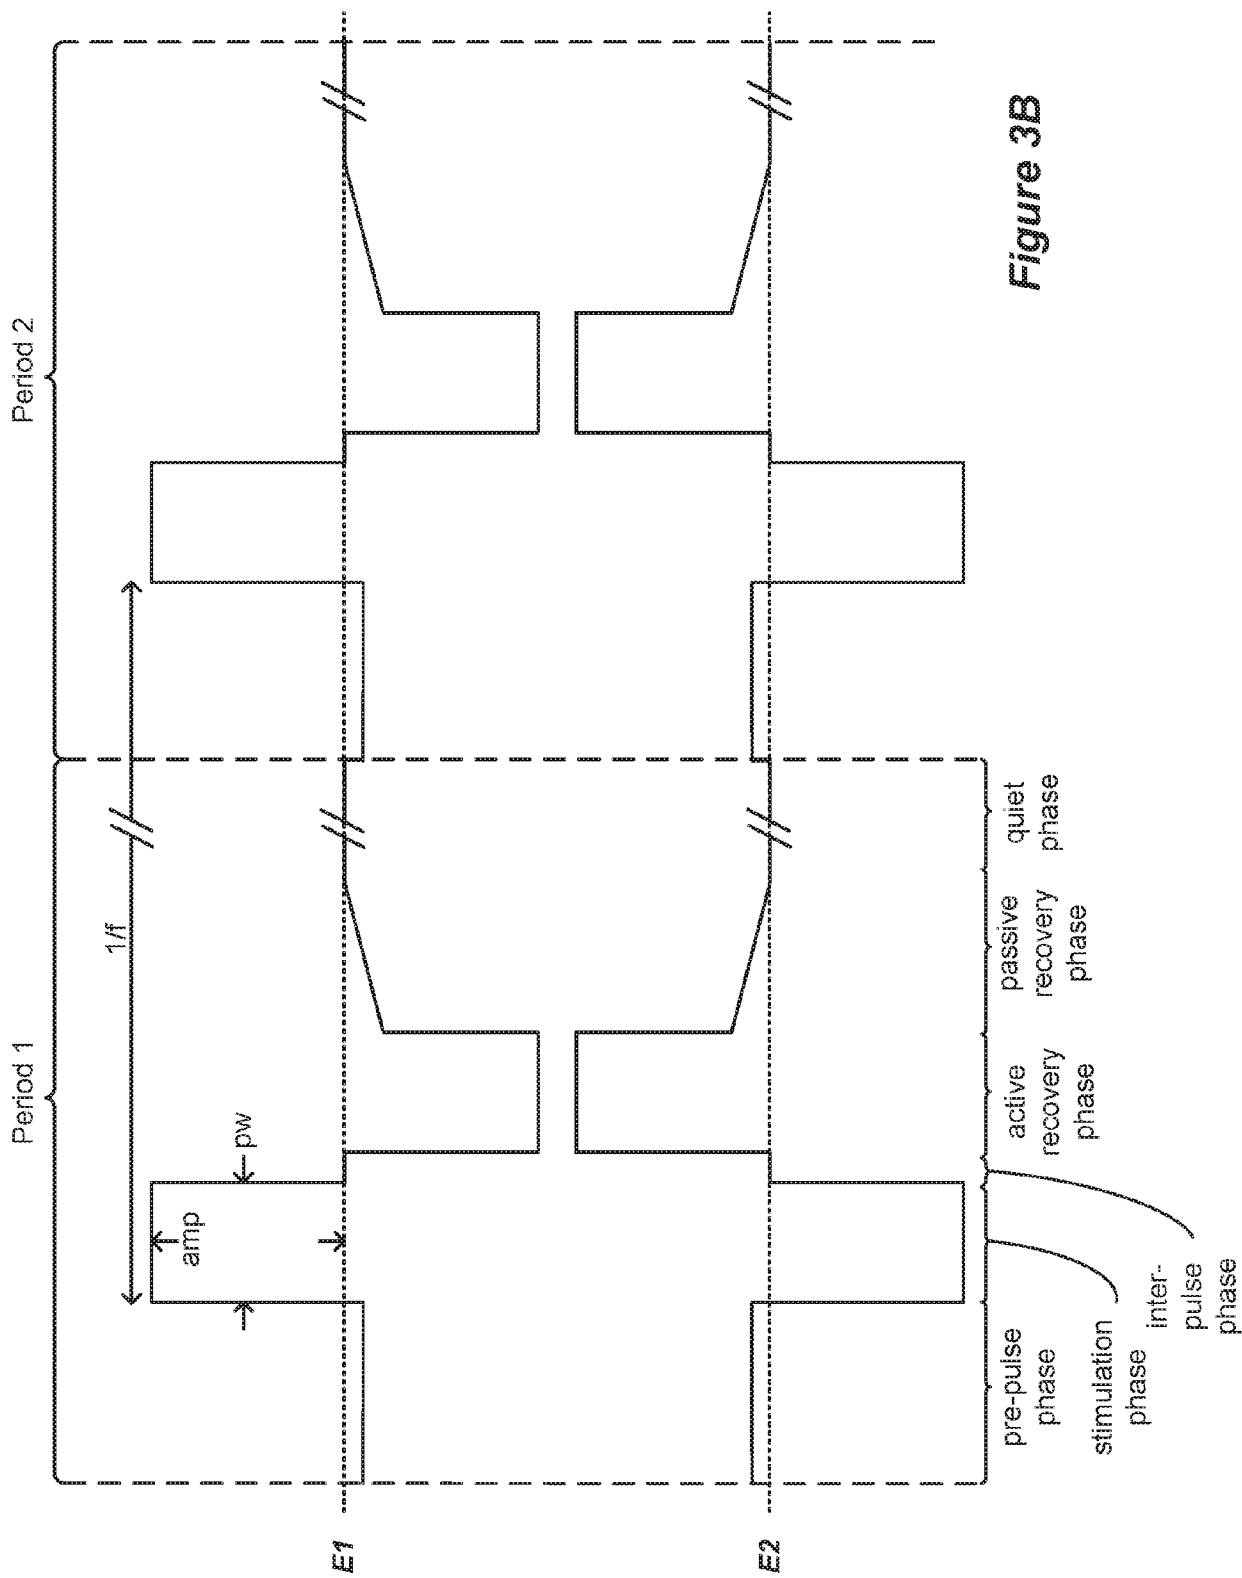 Period 1
Period 2
1/f
amp
pw
E1
E2
pre-pulse
phase
stimulation
phase
inter-
pulse
phase
active
recovery
phase
passive
recovery
phase
quiet
phase
Figure 3B